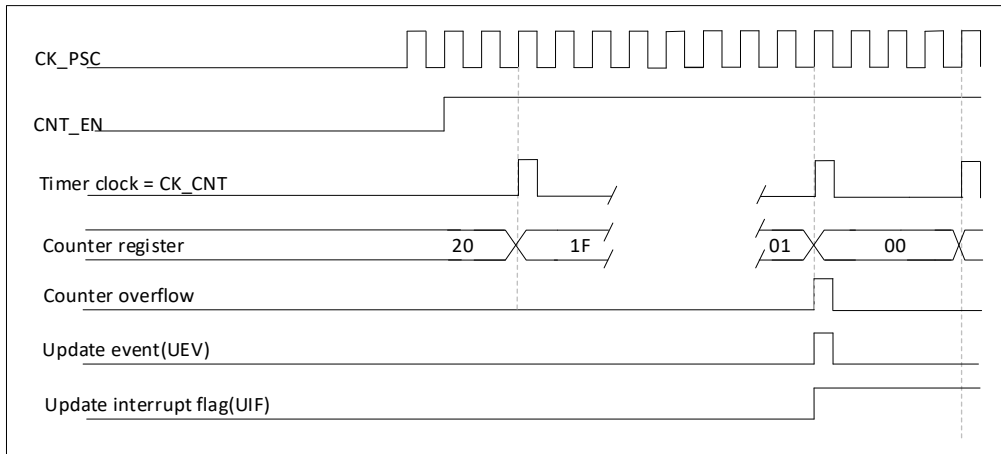 CK_PSC
CNT_EN
Timer clock = CK_CNT
Counter register 20 1F 01 00
Counter overflow
Update event(UEV)
Update interrupt flag(UIF)